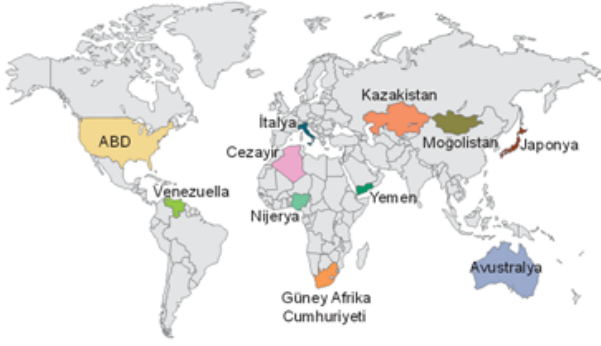 Kazakistan
İtalya
ABD
Moğolistan
Japonya
Cezayir
Venezuella
Yemen
Nijerya
Avustralya
Güney Afrika
Cumhuriyeti